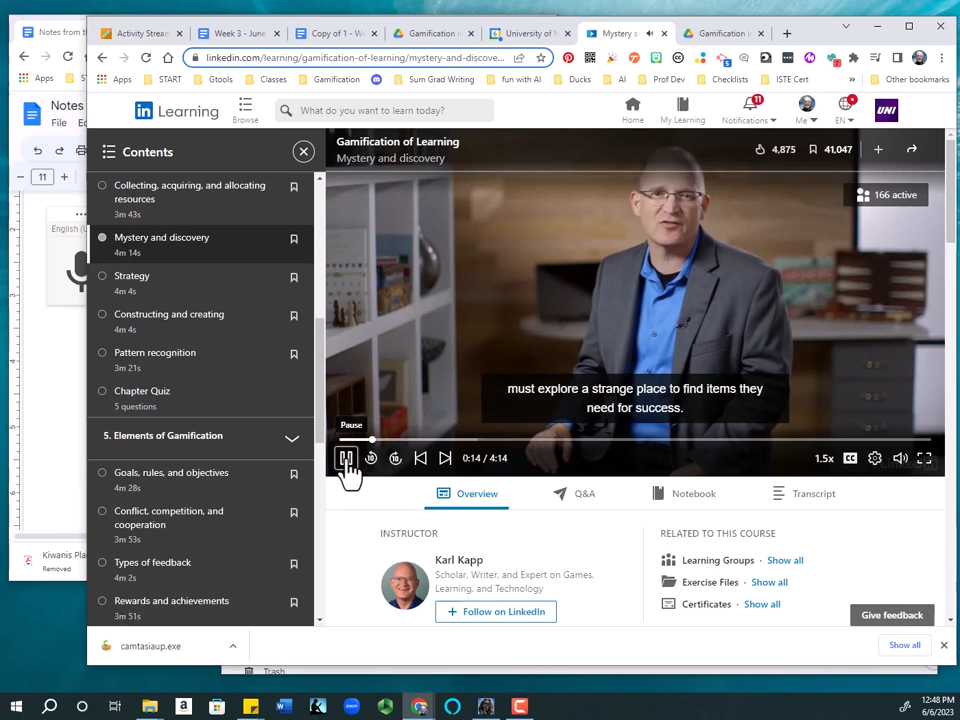 Notes from th
Activity Stream
Week 3 - June
Copy of 1 - W
Gamification in
University of N
Mystery a
Gamification i
linkedin.com/learning/gamification-of-learning/mystery-and-discove...
Apps
Apps
START
Gtools
Classes
Gamification
Sum Grad Writing
fun with AI
Ducks
AI
Prof Dev
Checklists
ISTE Cert
»
Other bookmarks
Notes
File
Ed
11
English (U
in Learning
Browse
What do you want to learn today?
Home
My Learning
11
Notifications
Me
EN
UNI
Contents
Gamification of Learning
Mystery and discovery
4,875
41,047
166 active
Collecting, acquiring, and allocating
resources
3m 43s
Mystery and discovery
4m 14s
Strategy
4m 4s
Constructing and creating
4m 4s
Pattern recognition
3m 21s
Chapter Quiz
5 questions
5. Elements of Gamification
Goals, rules, and objectives
4m 28s
Conflict, competition, and
cooperation
3m 53s
Types of feedback
4m 2s
Rewards and achievements
3m 51s
must explore a strange place to find items they
need for success.
Pause
10
10
0:14 / 4:14
1.5x
CC
Overview
Q&A
Notebook
Transcript
INSTRUCTOR
Karl Kapp
Scholar, Writer, and Expert on Games,
Learning, and Technology
+ Follow on LinkedIn
RELATED TO THIS COURSE
Learning Groups · Show all
Exercise Files · Show all
Certificates · Show all
Give feedback
Kiwanis Pla
Removed
camtasiaup.exe
Show all
Trash
12:48 PM
6/6/2023